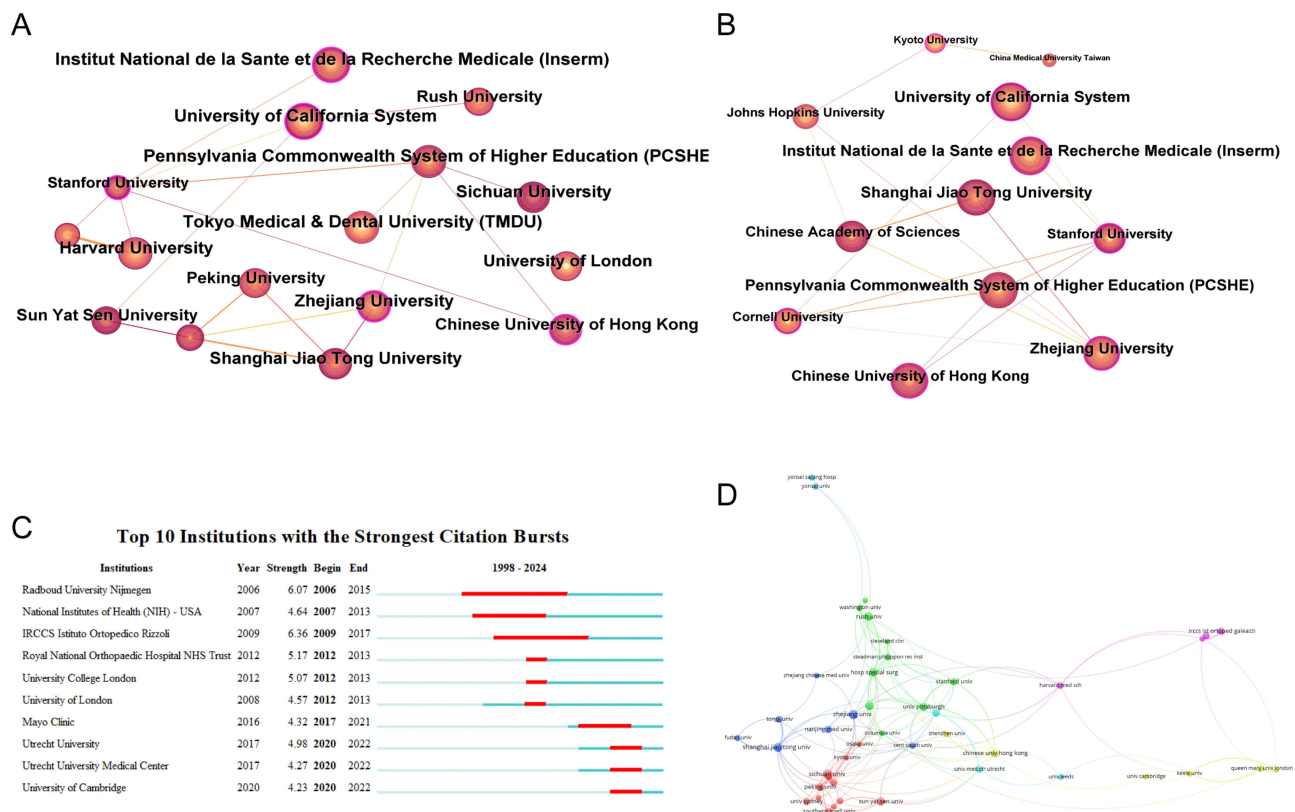 A
Institut National de la Sante et de la Recherche Medicale (Inserm)
Rush University
University of California System
Pennsylvania Commonwealth System of Higher Education (PCSHE
Stanford University
Sichuan University
Tokyo Medical & Dental University (TMDU)
Harvard University
University of London
Peking University
Zhejiang University
Sun Yat Sen University
Chinese University of Hong Kong
Shanghai Jiao Tong University
B
Kyoto University
China Medical University Taiwan
University of California System
Johns Hopkins University
Institut National de la Sante et de la Recherche Medicale (Inserm)
Shanghai Jiao Tong University
Chinese Academy of Sciences
Stanford University
Pennsylvania Commonwealth System of Higher Education (PCSHE)
Cornell University
Zhejiang University
Chinese University of Hong Kong
C
Top 10 Institutions with the Strongest Citation Bursts
Institutions Year Strength Begin End 1998 - 2024
Radboud University Nijmegen 2006 6.07 2006 2015
National Institutes of Health (NIH) - USA 2007 4.64 2007 2013
IRCCS Istituto Ortopedico Rizzoli 2009 6.36 2009 2017
Royal National Orthopaedic Hospital NHS Trust 2012 5.17 2012 2013
University College London 2012 5.07 2012 2013
University of London 2008 4.57 2012 2013
Mayo Clinic 2016 4.32 2017 2021
Utrecht University 2017 4.98 2020 2022
Utrecht University Medical Center 2017 4.27 2020 2022
University of Cambridge 2020 4.23 2020 2022
D
yonsei sarang hosp
yonsei univ
washington univ
rush univ
cleveland clin
steadman philippon res inst
hosp special surg
zhejiang chinese med univ
stanford univ
harvard med sch
irccs ist ortoped galeazzi
univ pittsburgh
zhejiang univ
tongji univ
nanjing med univ
columbia univ
shenzhen univ
fudan univ
shanghai jiao tong univ
osaka univ
cent south univ
kyoto univ
chinese univ hong kong
univ med ctr utrecht
sichuan univ
univ leeds
univ cambridge
keele univ
queen mary univ london
peking univ
univ sydney
sun yat sen univ
southern med univ